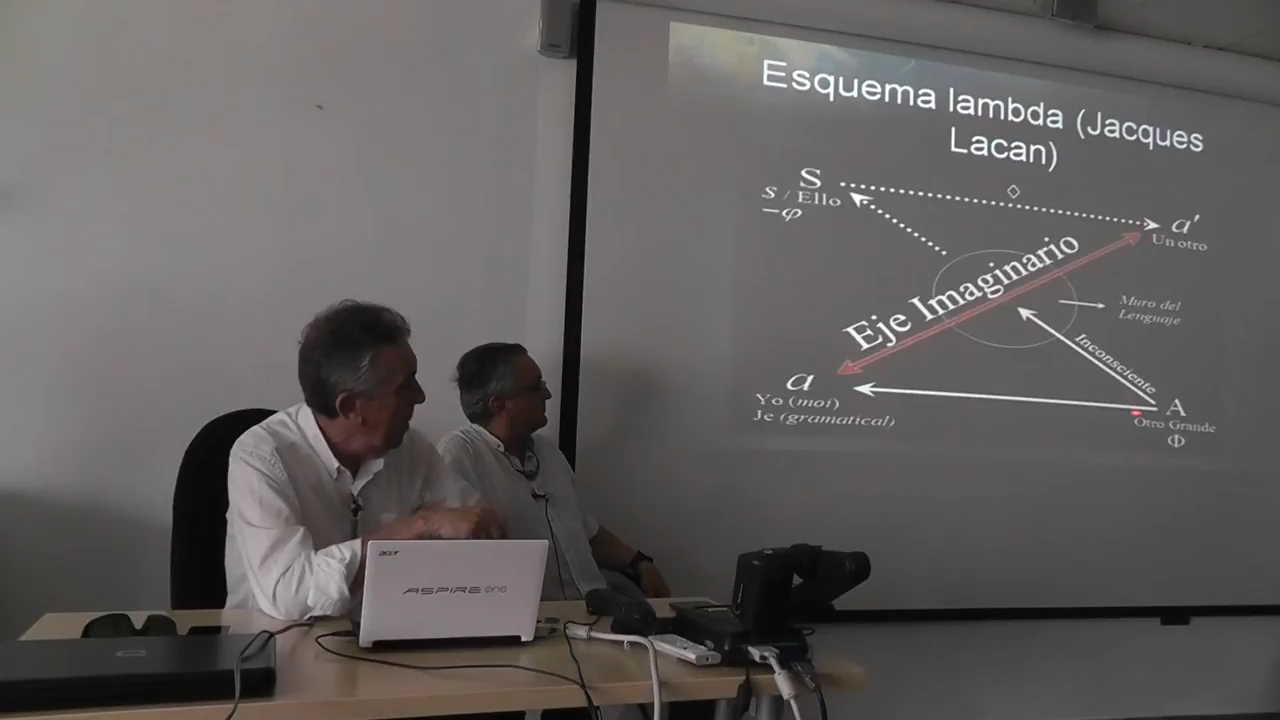 Esquema lambda (Jacques
Lacan)
S
◇
s / Ello
−φ
a'
Un otro
Eje Imaginario
Muro del
Lenguaje
Inconsciente
a
Yo (moi)
Je (gramatical)
A
Otro Grande
Φ
acer
ASPIRE one